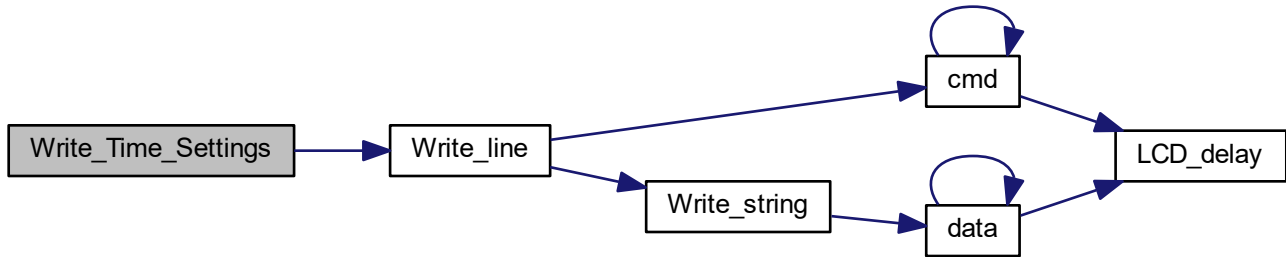 Write_Time_Settings
Write_line
cmd
Write_string
data
LCD_delay